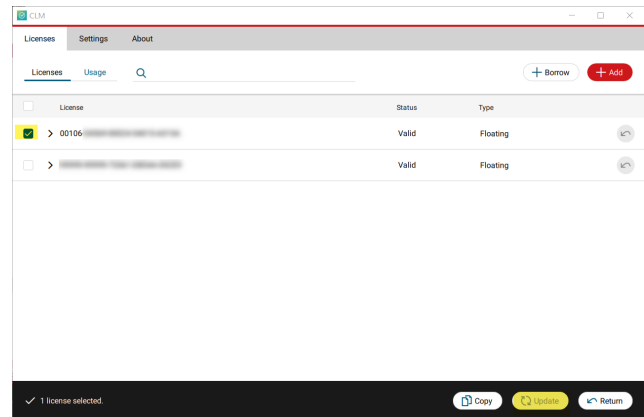 CLM
Licenses Settings About
Licenses Usage + Borrow + Add
License Status Type
00106 Valid Floating
Valid Floating
1 license selected. Copy Update Return